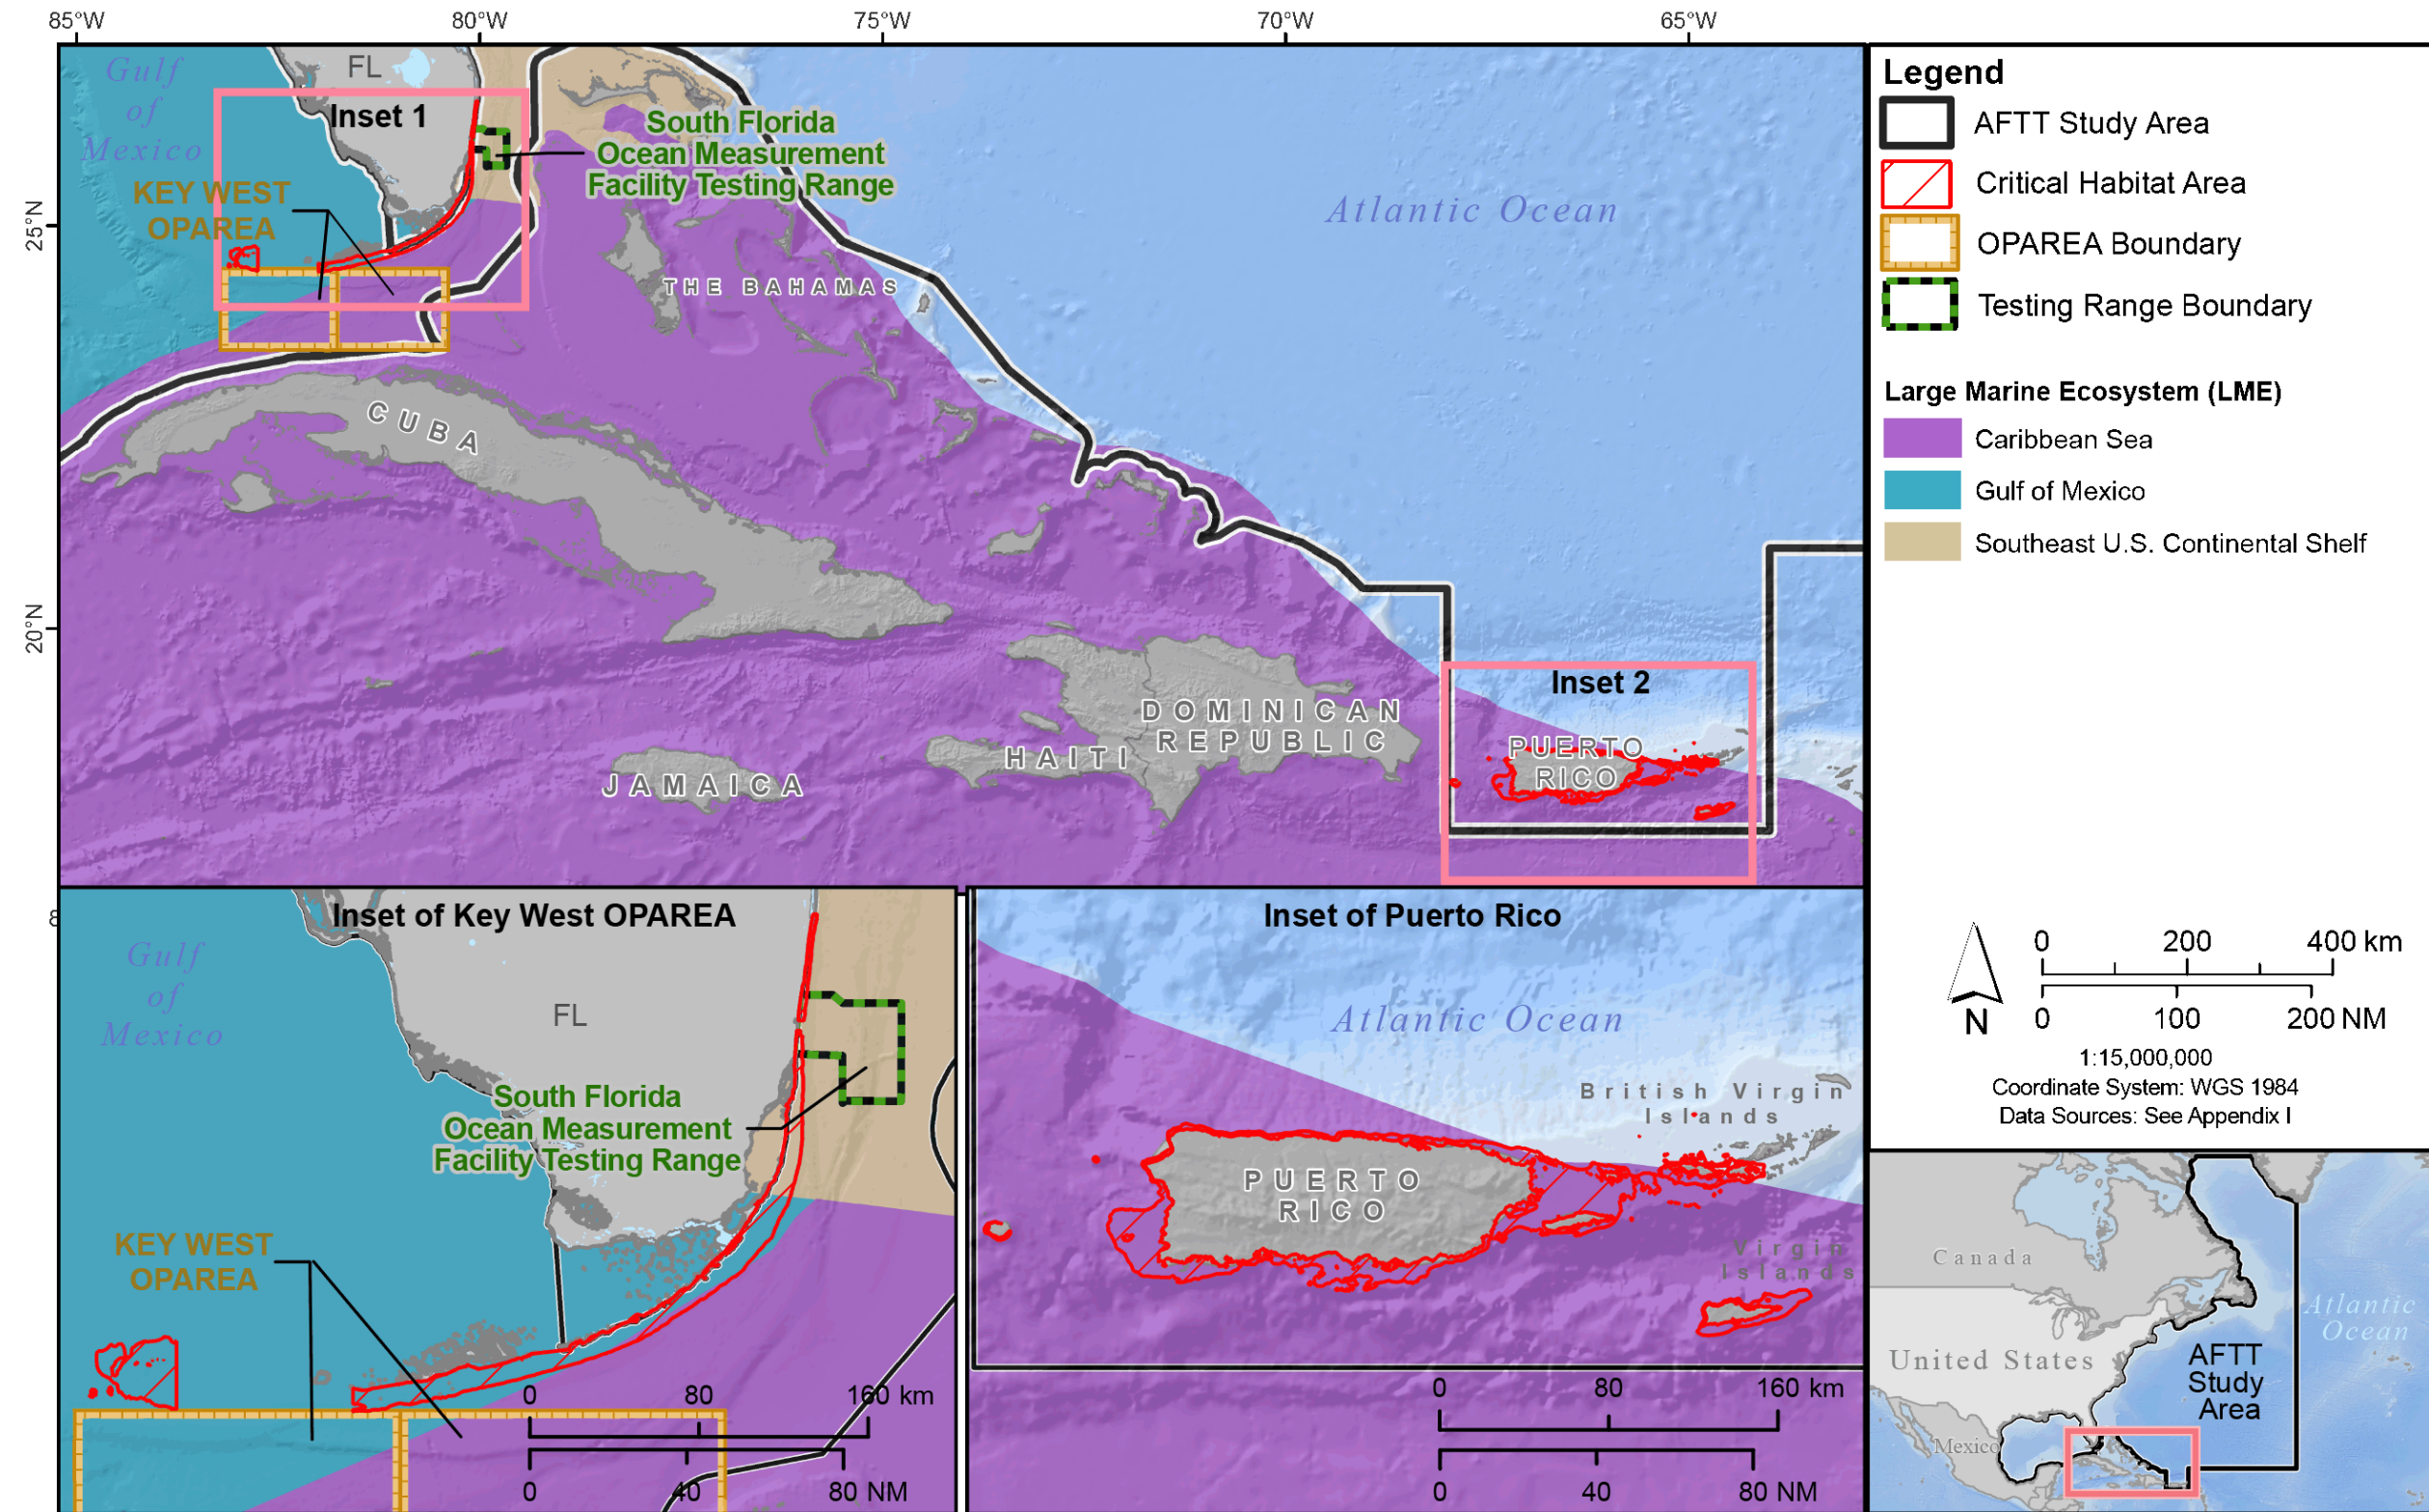 85°W
80°W
75°W
70°W
65°W
25°N
20°N
Gulf
of
Mexico
FL
Inset 1
South Florida
Ocean Measurement
Facility Testing Range
KEY WEST
OPAREA
Atlantic Ocean
THE BAHAMAS
CUBA
JAMAICA
HAITI
DOMINICAN
REPUBLIC
Inset 2
PUERTO
RICO
Legend
AFTT Study Area
Critical Habitat Area
OPAREA Boundary
Testing Range Boundary
Large Marine Ecosystem (LME)
Caribbean Sea
Gulf of Mexico
Southeast U.S. Continental Shelf
Inset of Key West OPAREA
Gulf
of
Mexico
FL
South Florida
Ocean Measurement
Facility Testing Range
KEY WEST
OPAREA
0 80 160 km
0 40 80 NM
Inset of Puerto Rico
Atlantic Ocean
British Virgin
Islands
PUERTO
RICO
Virgin
Islands
0 80 160 km
0 40 80 NM
0 200 400 km
N
0 100 200 NM
1:15,000,000
Coordinate System: WGS 1984
Data Sources: See Appendix I
Canada
United States
Mexico
Atlantic
Ocean
AFTT
Study
Area